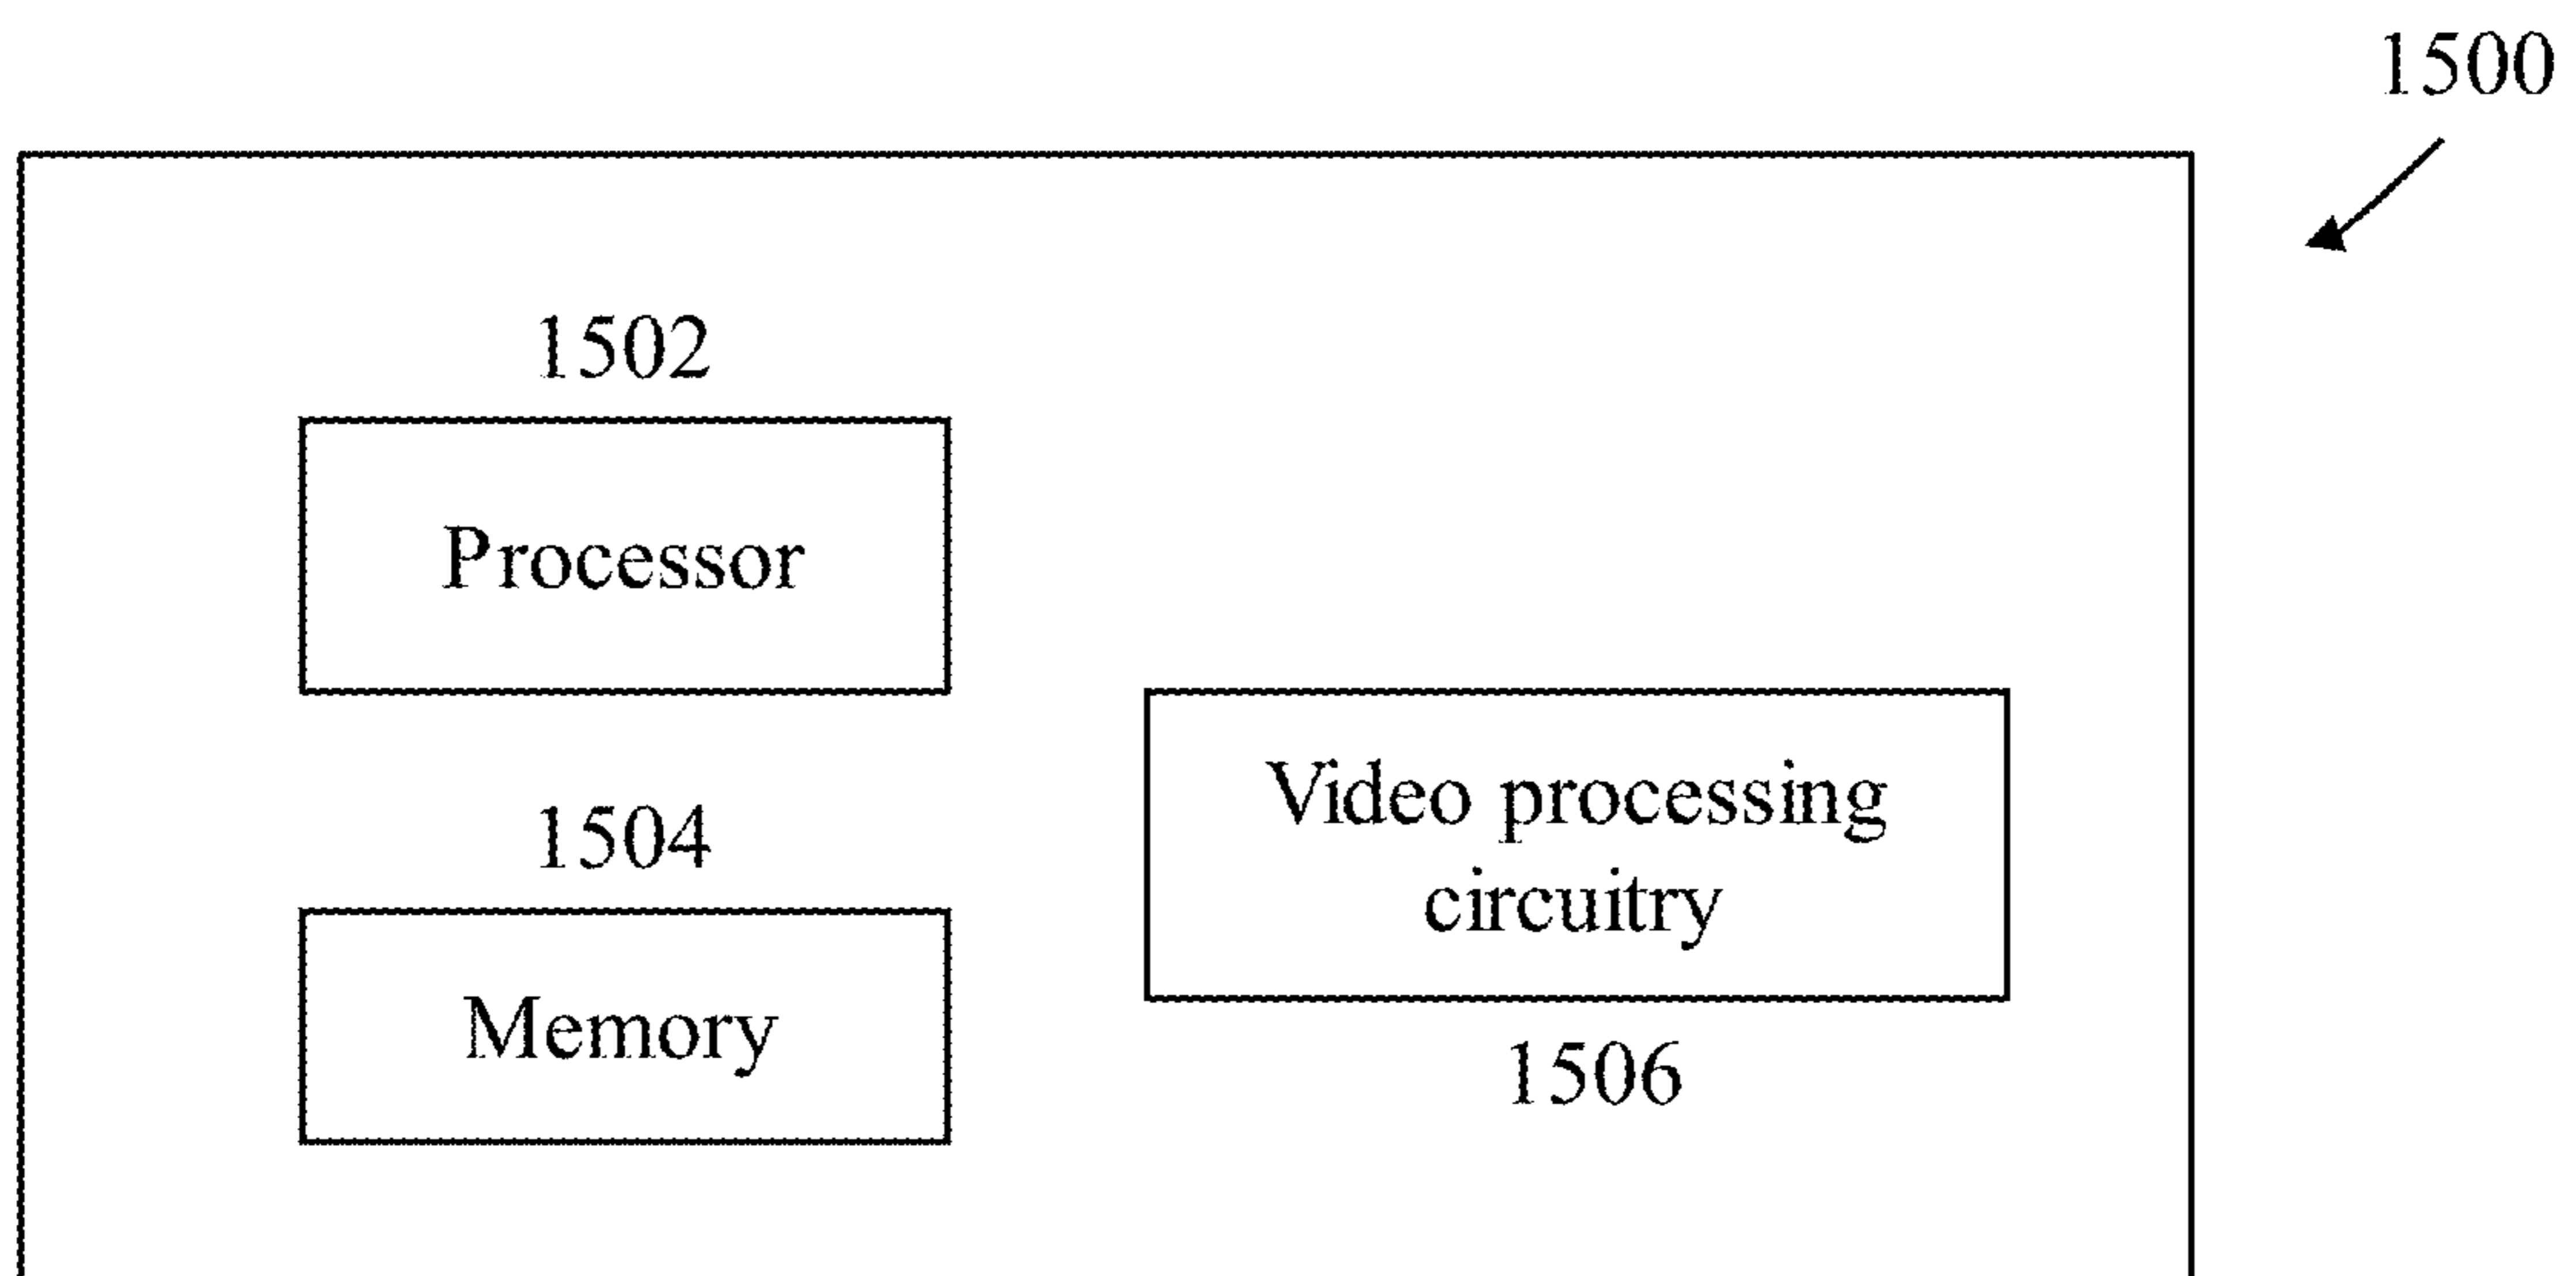 1500
1502
Processor
1504
Memory
Video processing
circuitry
1506